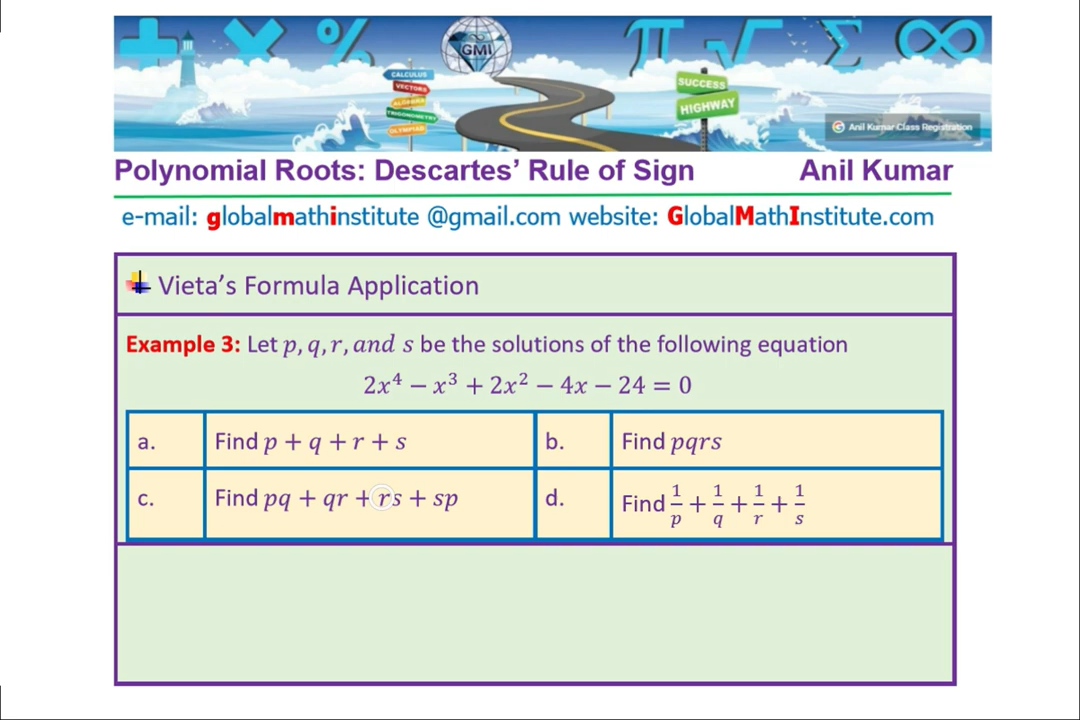 GMI
CALCULUS
VECTORS
ALGEBRA
TRIGONOMETRY
OLYMPIAD
SUCCESS
HIGHWAY
Anil Kumar Class Registration
Polynomial Roots: Descartes’ Rule of Sign Anil Kumar
e-mail: globalmathinstitute @gmail.com website: GlobalMathInstitute.com
Vieta’s Formula Application
Example 3: Let p, q, r, and s be the solutions of the following equation
2x⁴ − x³ + 2x² − 4x − 24 = 0
a. Find p + q + r + s b. Find pqrs
c. Find pq + qr + rs + sp d. Find 1/p + 1/q + 1/r + 1/s